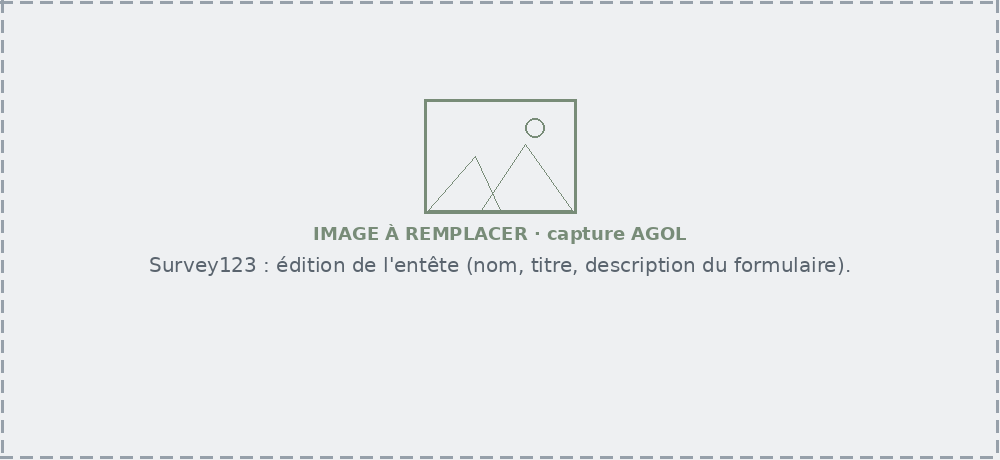 IMAGE À REMPLACER · capture AGOL
Survey123 : édition de l'entête (nom, titre, description du formulaire).